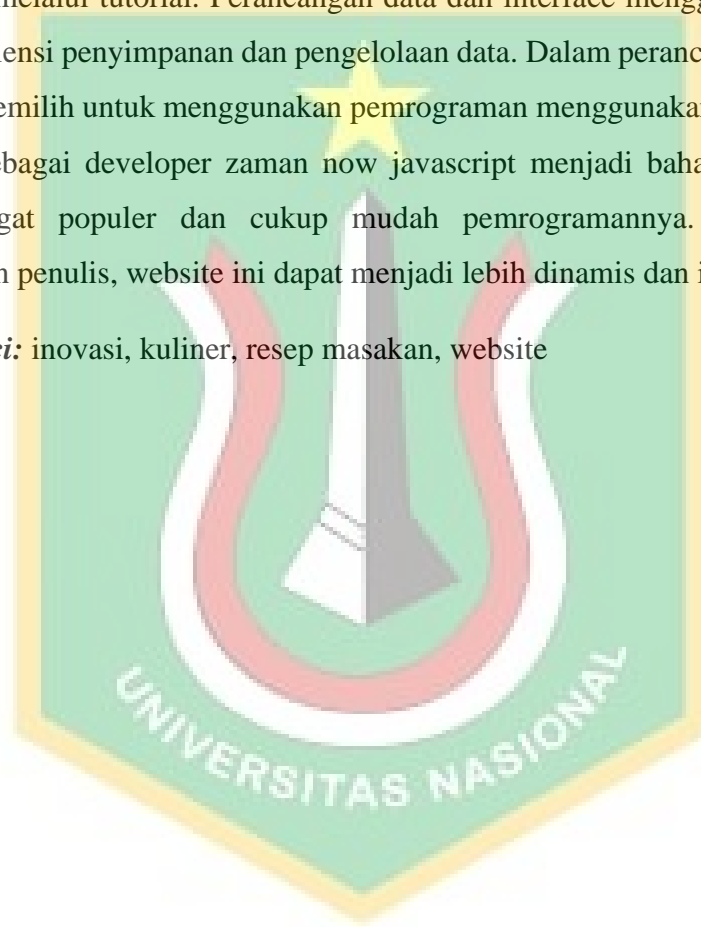 melalui tutorial. Perancangan data dan interface mengg
ensi penyimpanan dan pengelolaan data. Dalam peranc
emilih untuk menggunakan pemrograman menggunakan
ebagai developer zaman now javascript menjadi baha
gat populer dan cukup mudah pemrogramannya.
n penulis, website ini dapat menjadi lebih dinamis dan i
ci: inovasi, kuliner, resep masakan, website
UNIVERSITAS NASIONAL